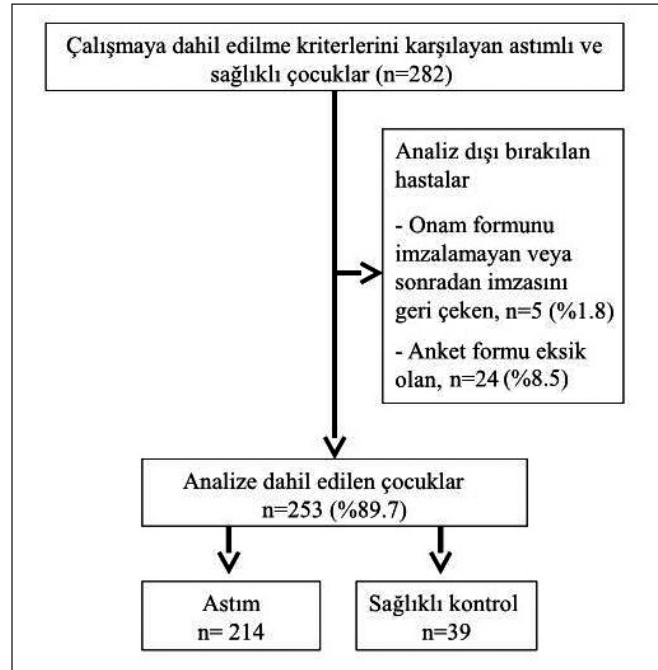 Çalışmaya dahil edilme kriterlerini karşılayan astımlı ve
sağlıklı çocuklar (n=282)
Analiz dışı bırakılan
hastalar
- Onam formunu
imzalamayan veya
sonradan imzasını
geri çeken, n=5 (%1.8)
- Anket formu eksik
olan, n=24 (%8.5)
Analize dahil edilen çocuklar
n=253 (%89.7)
Astım
n= 214
Sağlıklı kontrol
n=39